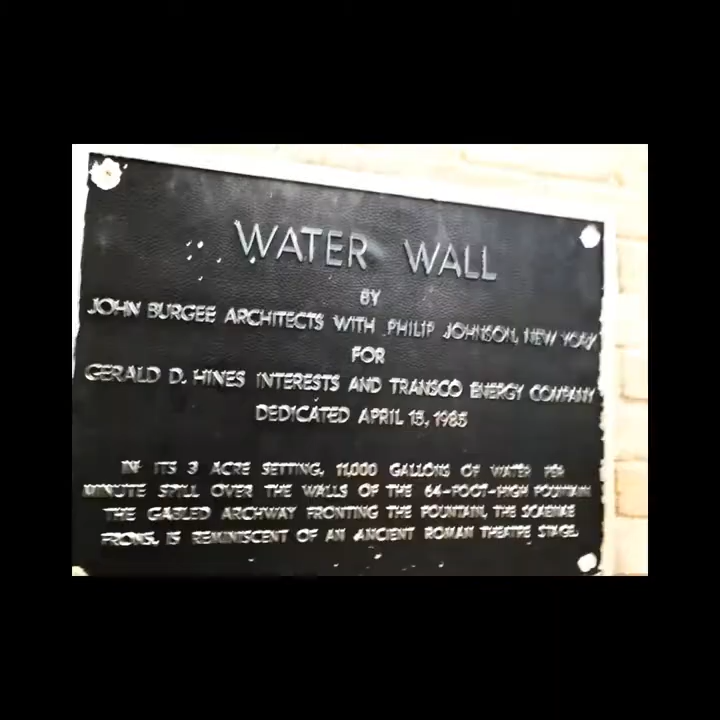 WATER WALL
BY
JOHN BURGEE ARCHITECTS WITH PHILIP JOHNSON, NEW YORK
FOR
GERALD D. HINES INTERESTS AND TRANSCO ENERGY COMPANY
DEDICATED APRIL 15, 1985
IN ITS 3 ACRE SETTING, 11,000 GALLONS OF WATER PER
MINUTE SPILL OVER THE WALLS OF THE 64-FOOT-HIGH FOUNTAIN
THE GABLED ARCHWAY FRONTING THE FOUNTAIN, THE SCAENAE
FRONS, IS REMINISCENT OF AN ANCIENT ROMAN THEATRE STAGE.